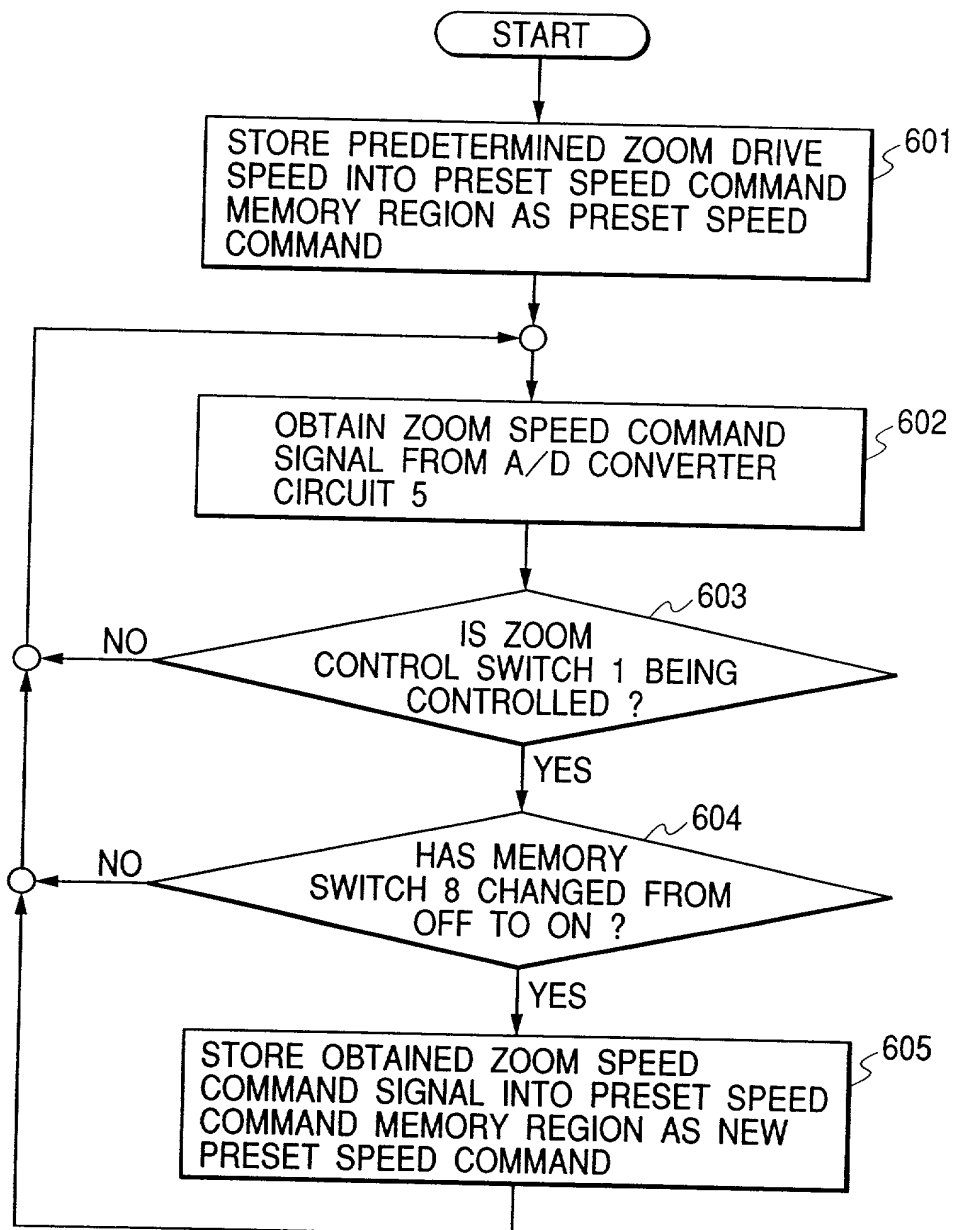 START
STORE PREDETERMINED ZOOM DRIVE
SPEED INTO PRESET SPEED COMMAND
MEMORY REGION AS PRESET SPEED
COMMAND
601
OBTAIN ZOOM SPEED COMMAND
SIGNAL FROM A/D CONVERTER
CIRCUIT 5
602
603
IS ZOOM
CONTROL SWITCH 1 BEING
CONTROLLED ?
NO
YES
604
HAS MEMORY
SWITCH 8 CHANGED FROM
OFF TO ON ?
NO
YES
605
STORE OBTAINED ZOOM SPEED
COMMAND SIGNAL INTO PRESET SPEED
COMMAND MEMORY REGION AS NEW
PRESET SPEED COMMAND